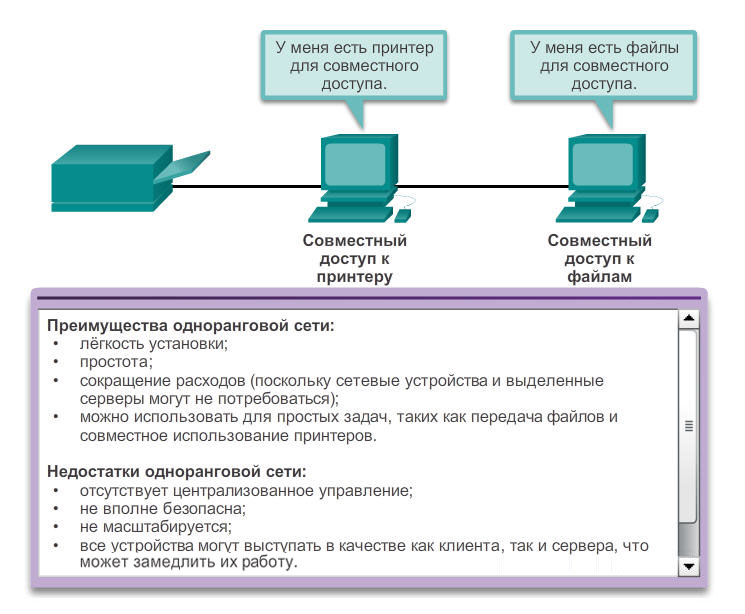 У меня есть принтер
для совместного
доступа.
У меня есть файлы
для совместного
доступа.
Совместный
доступ к
принтеру
Совместный
доступ к
файлам
Преимущества одноранговой сети:
• лёгкость установки;
• простота;
• сокращение расходов (поскольку сетевые устройства и выделенные
серверы могут не потребоваться);
• можно использовать для простых задач, таких как передача файлов и
совместное использование принтеров.
Недостатки одноранговой сети:
• отсутствует централизованное управление;
• не вполне безопасна;
• не масштабируется;
• все устройства могут выступать в качестве как клиента, так и сервера, что
может замедлить их работу.